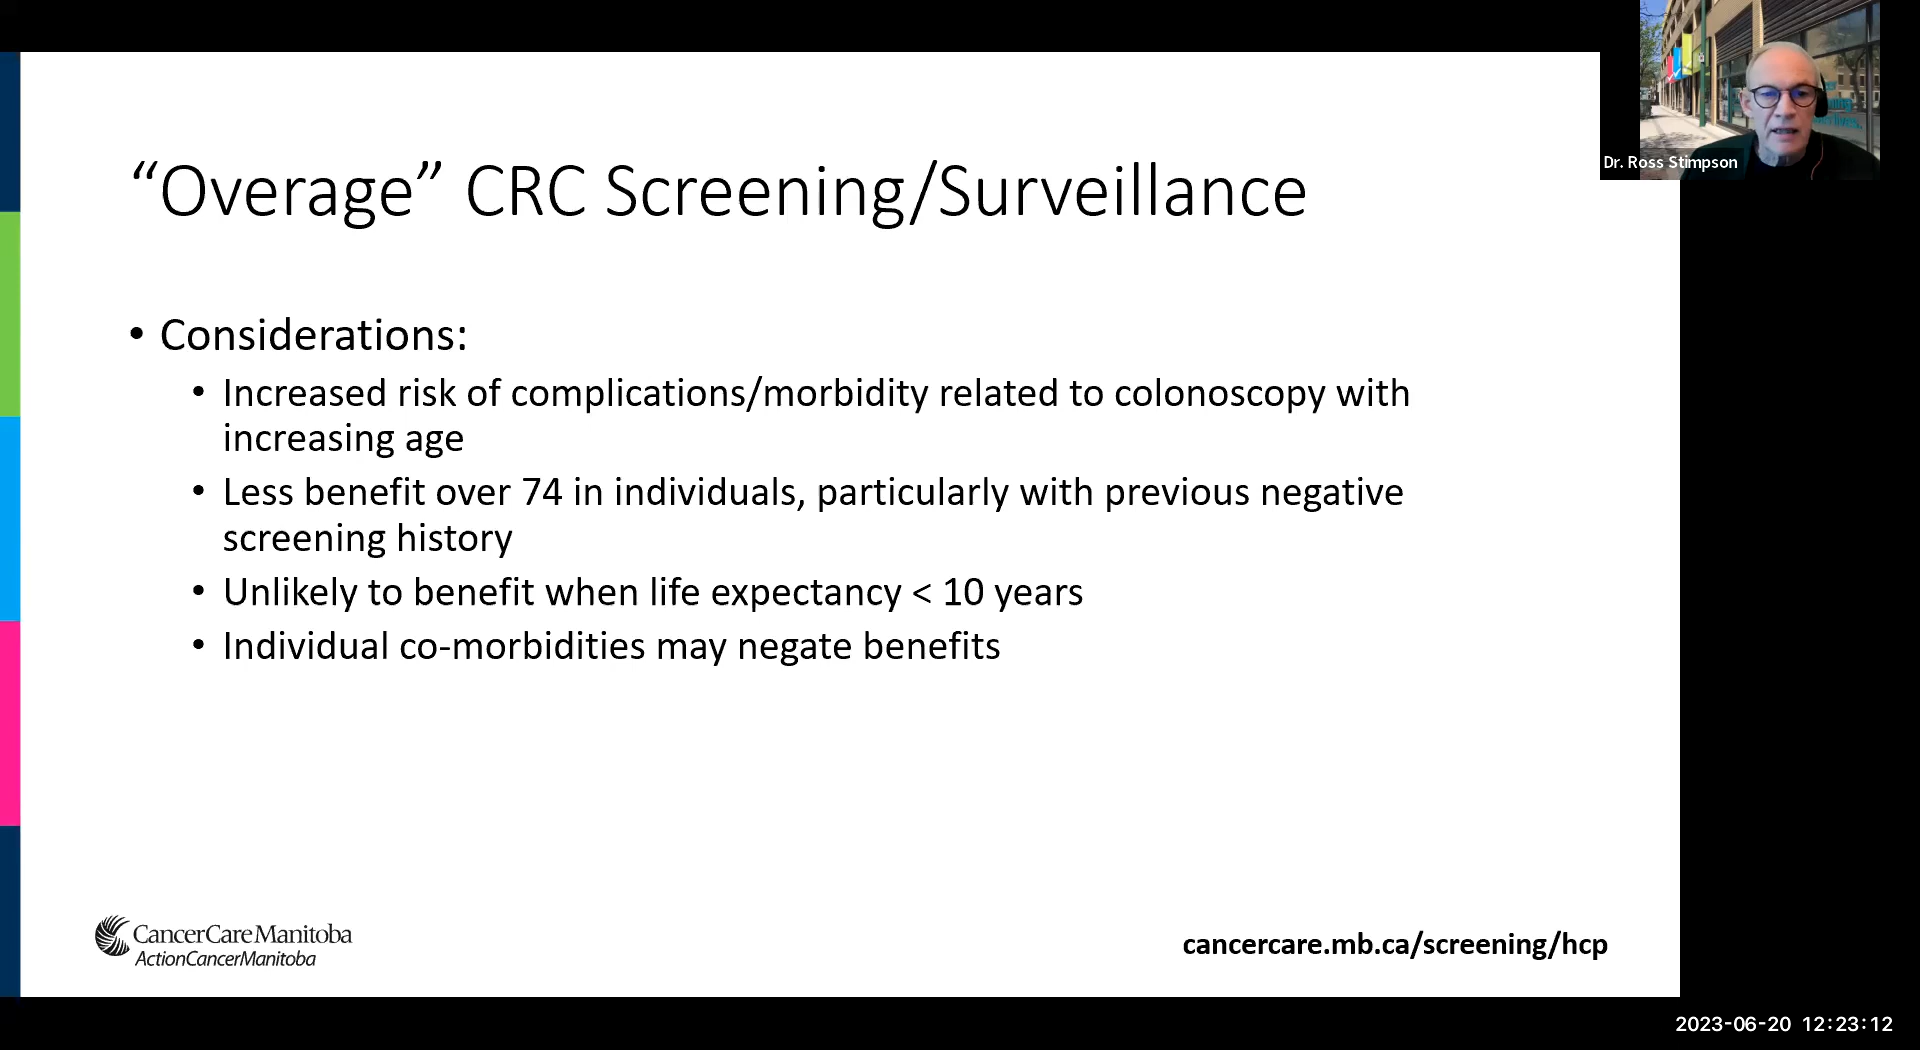 “Overage” CRC Screening/Surveillance
• Considerations:
• Increased risk of complications/morbidity related to colonoscopy with
increasing age
• Less benefit over 74 in individuals, particularly with previous negative
screening history
• Unlikely to benefit when life expectancy < 10 years
• Individual co-morbidities may negate benefits
CancerCareManitoba
ActionCancerManitoba
cancercare.mb.ca/screening/hcp
Dr. Ross Stimpson
2023-06-20 12:23:12